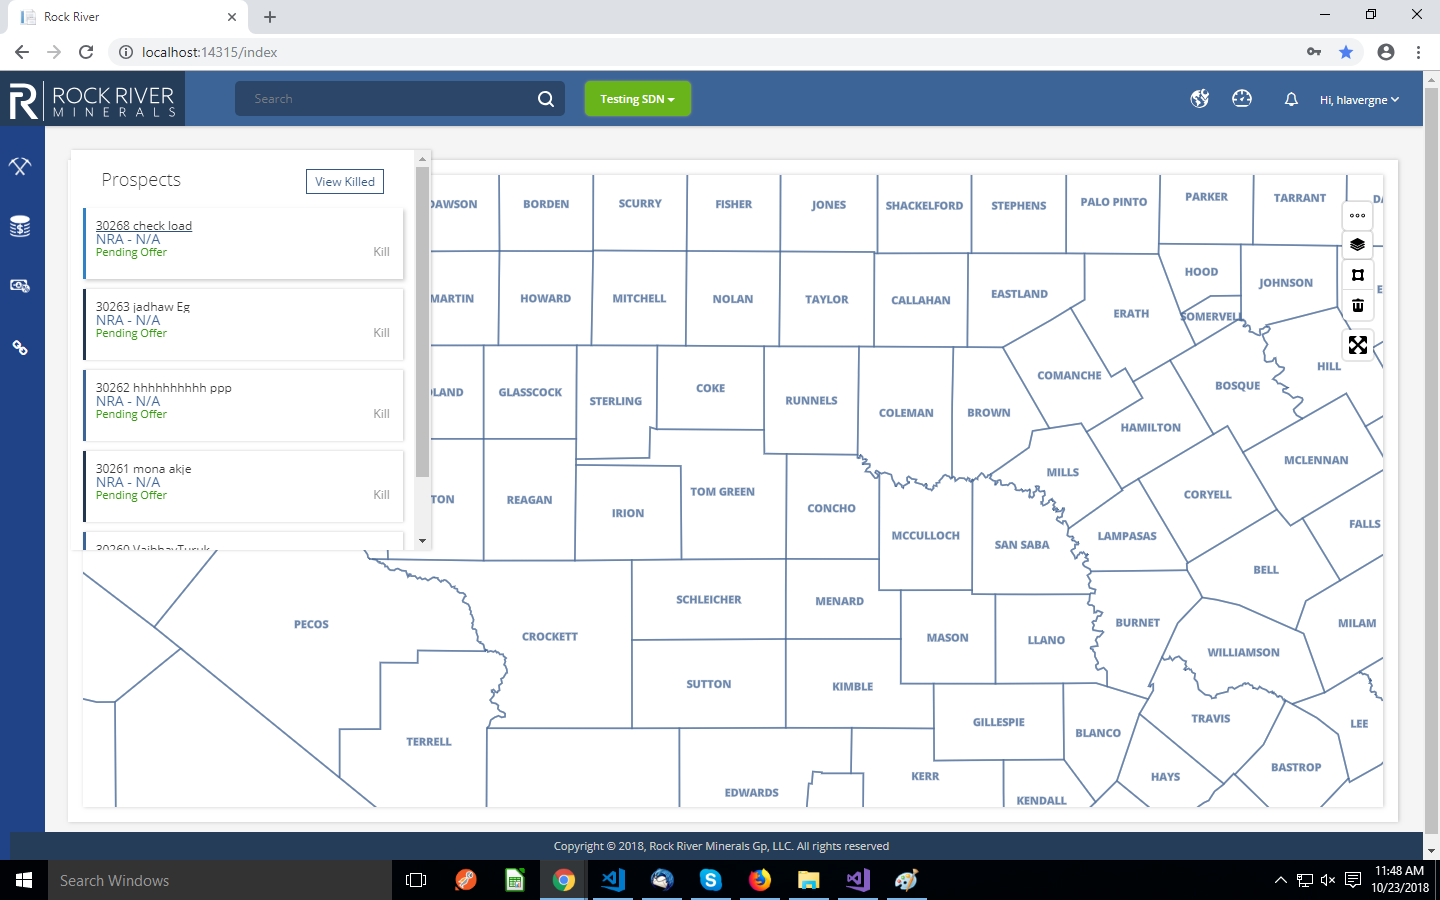 Rock River
localhost:14315/index
ROCK RIVER
MINERALS
Search
Testing SDN
Hi, hlavergne
Prospects
View Killed
30268 check load
NRA - N/A
Pending Offer
Kill
30263 jadhaw Eg
NRA - N/A
Pending Offer
Kill
30262 hhhhhhhhhh ppp
NRA - N/A
Pending Offer
Kill
30261 mona akje
NRA - N/A
Pending Offer
Kill
30260 VaibhavTuruk
DAWSON
BORDEN
SCURRY
FISHER
JONES
SHACKELFORD
STEPHENS
PALO PINTO
PARKER
TARRANT
DA
MARTIN
HOWARD
MITCHELL
NOLAN
TAYLOR
CALLAHAN
EASTLAND
ERATH
HOOD
SOMERVELL
JOHNSON
E
LAND
GLASSCOCK
STERLING
COKE
RUNNELS
COLEMAN
BROWN
COMANCHE
HAMILTON
BOSQUE
HILL
TON
REAGAN
IRION
TOM GREEN
CONCHO
MCCULLOCH
SAN SABA
MILLS
LAMPASAS
CORYELL
MCLENNAN
FALLS
BELL
PECOS
CROCKETT
SCHLEICHER
MENARD
MASON
LLANO
BURNET
WILLIAMSON
MILAM
TERRELL
SUTTON
KIMBLE
GILLESPIE
BLANCO
TRAVIS
LEE
EDWARDS
KERR
KENDALL
HAYS
BASTROP
Copyright © 2018, Rock River Minerals Gp, LLC. All rights reserved
Search Windows
11:48 AM
10/23/2018